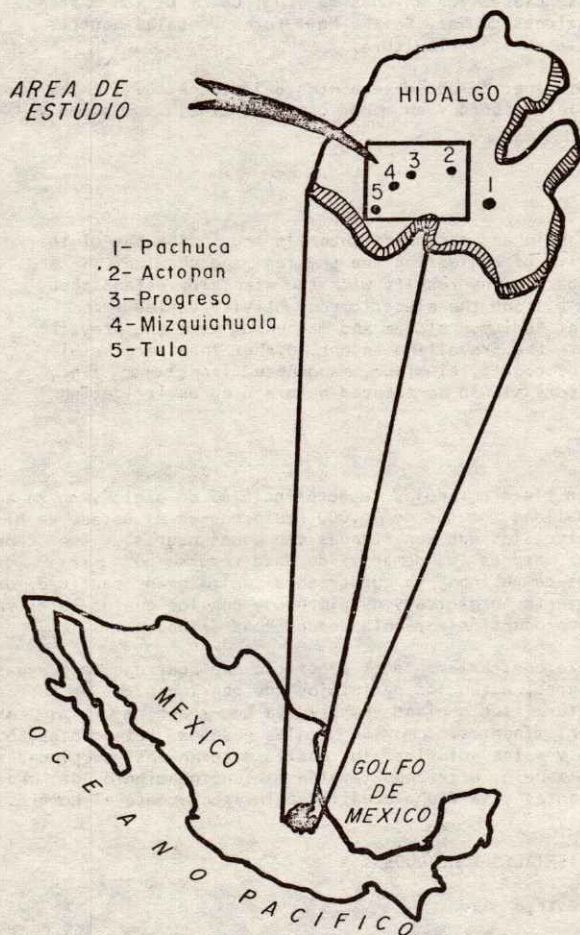 AREA DE
ESTUDIO
HIDALGO
1
2
3
4
5
1- Pachuca
2- Actopan
3- Progreso
4- Mizquiahuala
5- Tula
MEXICO
GOLFO
DE
MEXICO
OCEANO PACIFICO